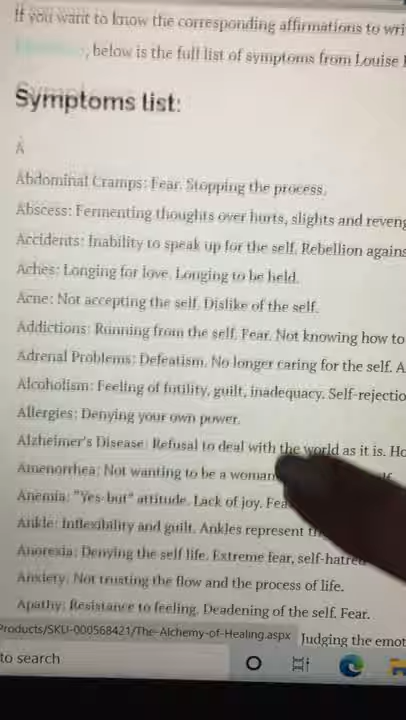 If you want to know the corresponding affirmations to wri
, below is the full list of symptoms from Louise
Symptoms list:
A
Abdominal Cramps: Fear. Stopping the process.
Abscess: Fermenting thoughts over hurts, slights and reveng
Accidents: Inability to speak up for the self. Rebellion agains
Aches: Longing for love. Longing to be held.
Acne: Not accepting the self. Dislike of the self.
Addictions: Running from the self. Fear. Not knowing how to
Adrenal Problems: Defeatism. No longer caring for the self. A
Alcoholism: Feeling of futility, guilt, inadequacy. Self-rejectio
Allergies: Denying your own power.
Alzheimer's Disease: Refusal to deal with the world as it is. Ho
Amenorrhea: Not wanting to be a woman
Anemia: "Yes-but" attitude. Lack of joy. Fea
Ankle: Inflexibility and guilt. Ankles represent
Anorexia: Denying the self life. Extreme fear, self-hatred
Anxiety: Not trusting the flow and the process of life.
Apathy: Resistance to feeling. Deadening of the self. Fear.
Products/SKU-000568421/The-Alchemy-of-Healing.aspx Judging the emot
to search